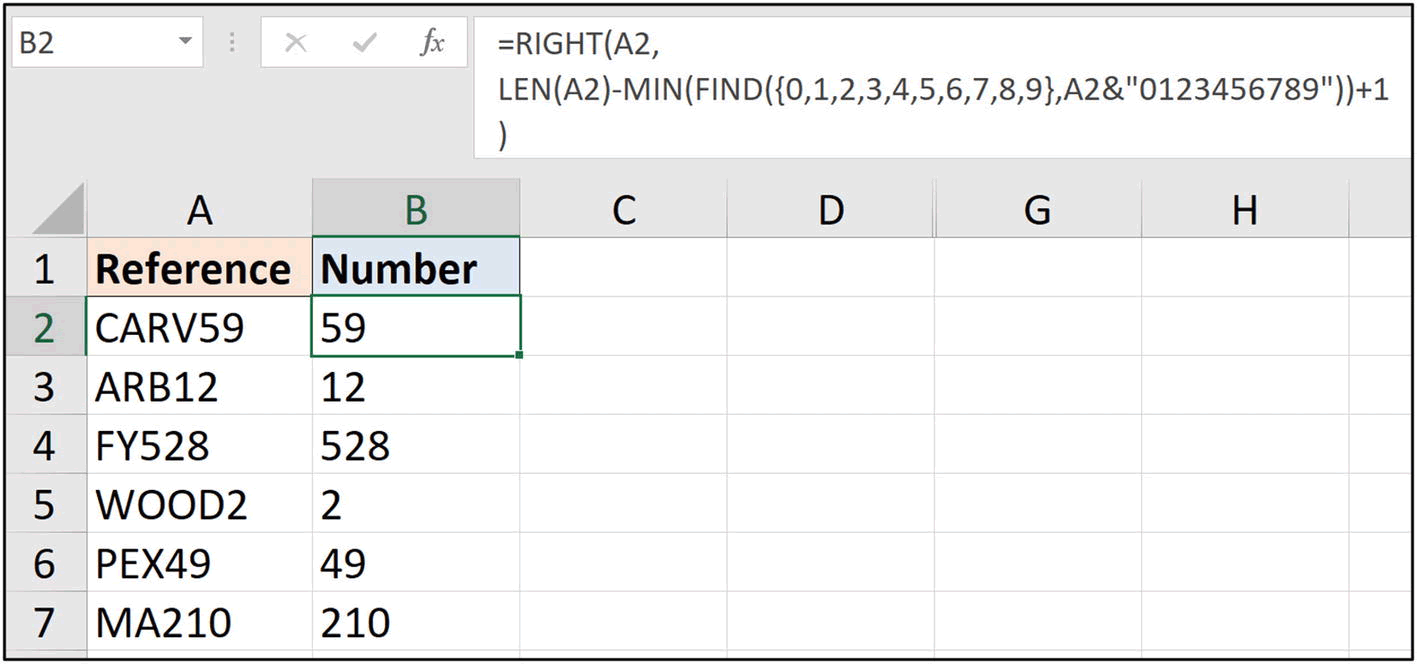 B2 fx =RIGHT(A2,
LEN(A2)-MIN(FIND({0,1,2,3,4,5,6,7,8,9},A2&"0123456789"))+1
)
A B C D G H
1 Reference Number
2 CARV59 59
3 ARB12 12
4 FY528 528
5 WOOD2 2
6 PEX49 49
7 MA210 210